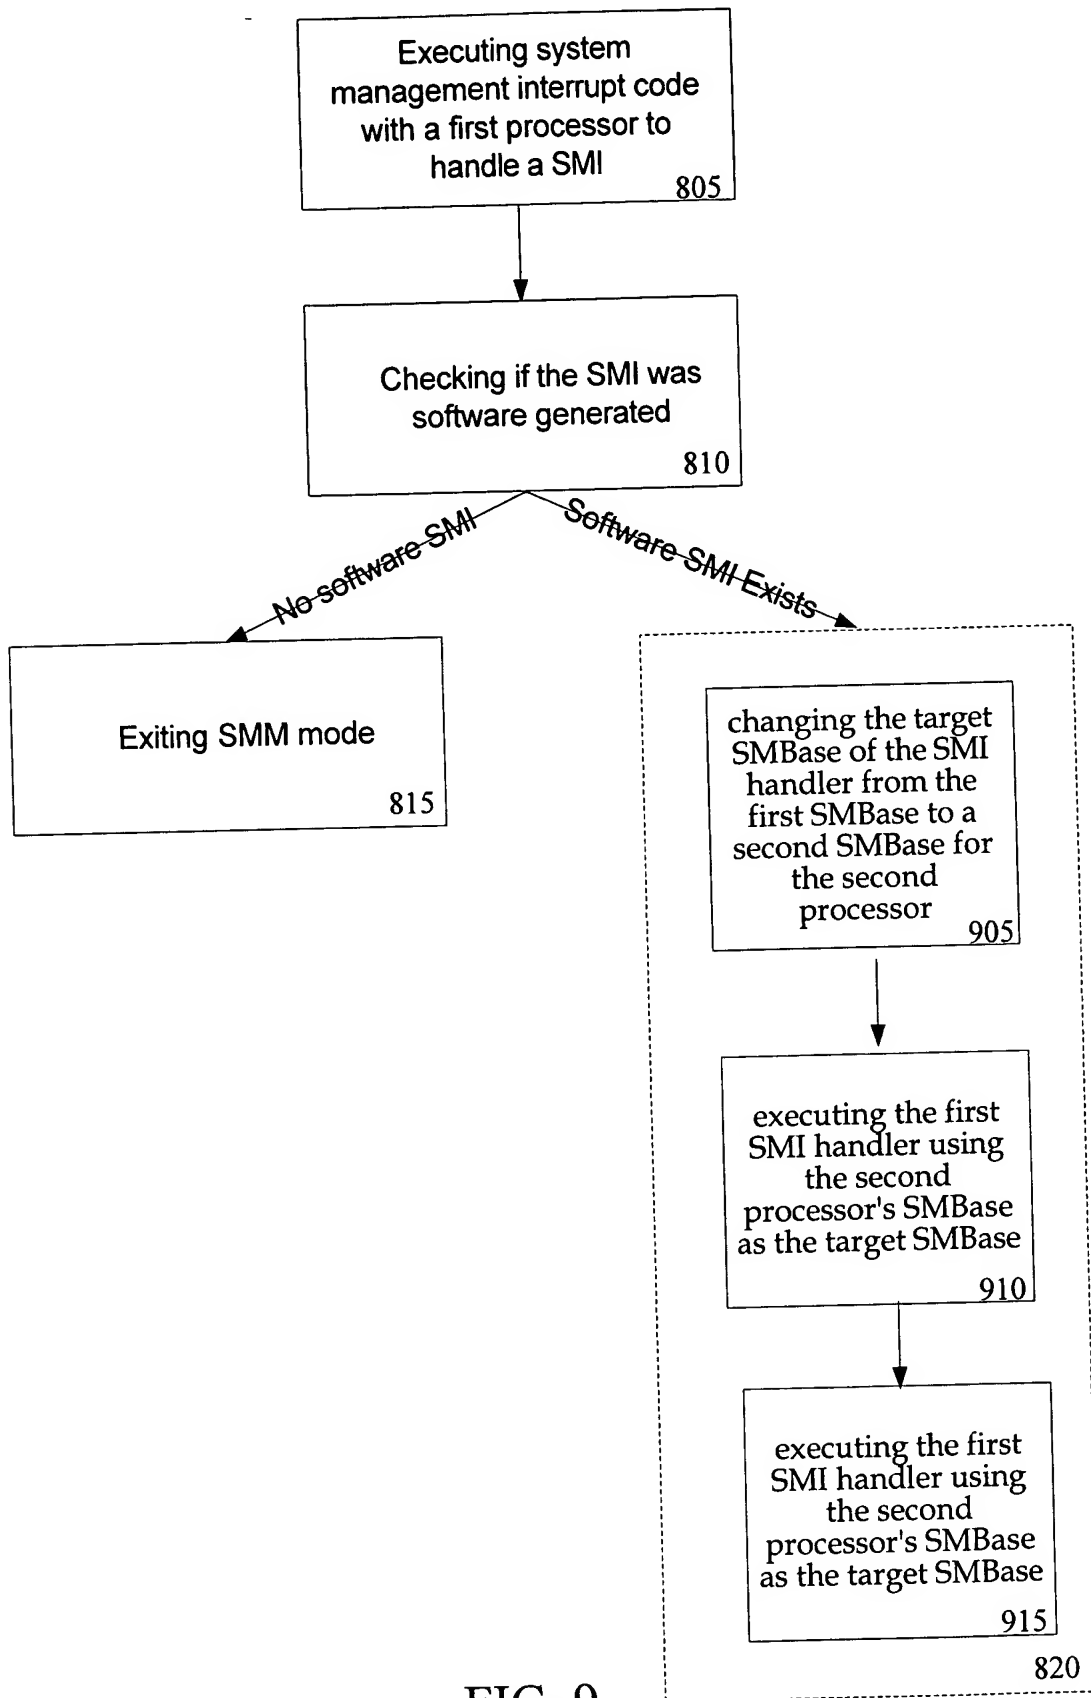 Executing system
management interrupt code
with a first processor to
handle a SMI
805
Checking if the SMI was
software generated
810
No software SMI
Software SMI Exists
Exiting SMM mode
815
changing the target
SMBase of the SMI
handler from the
first SMBase to a
second SMBase for
the second
processor
905
executing the first
SMI handler using
the second
processor's SMBase
as the target SMBase
910
executing the first
SMI handler using
the second
processor's SMBase
as the target SMBase
915
820
FIG. 9